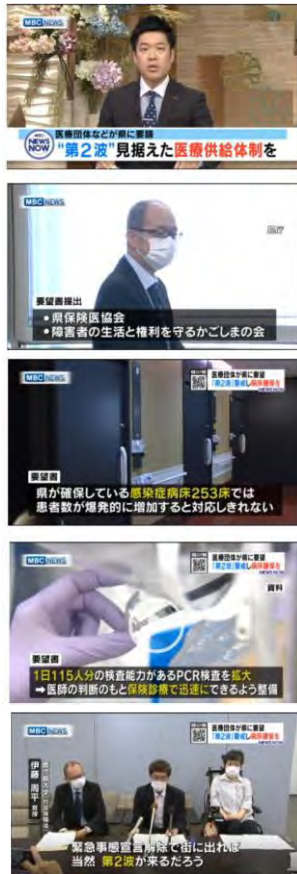 MBC NEWS
医療団体などが県に要請
NEWS NOW
“第2波”見据えた医療供給体制を
MBC NEWS
県庁
要望書提出
●県保険医協会
●障害者の生活と権利を守るかごしまの会
MBC NEWS
医療団体が県に要望
「第2波」警戒し病床確保を
要望書
県が確保している感染症病床253床では
患者数が爆発的に増加すると対応しきれない
MBC NEWS
医療団体が県に要望
「第2波」警戒し病床確保を
資料
要望書
1日115人分の検査能力があるPCR検査を拡大
➡医師の判断のもと保険診療で迅速にできるよう整備
MBC NEWS
医療団体が県に要望
「第2波」警戒し病床確保を
伊藤 周平 教授
緊急事態宣言解除で街に出れば
当然 第2波が来るだろう